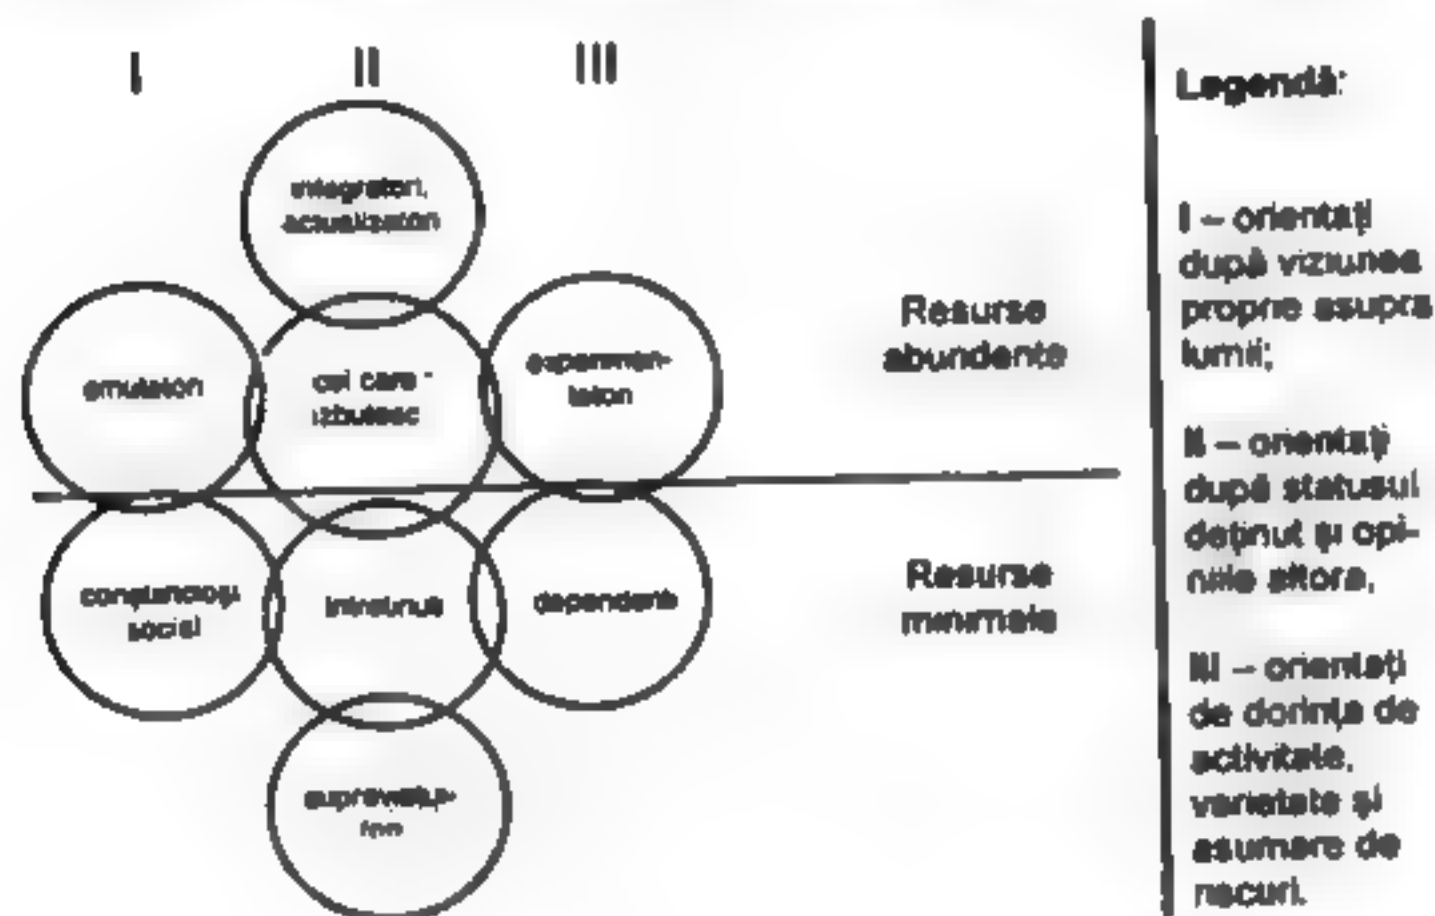 I II III
integratori,
actualizatori
emulatori
cei care
izbutesc
experimen-
tatori
conștiincioși
social
întreținuți
dependenți
supraviețui-
tori
Resurse
abundente
Resurse
minimale
Legendă:
I – orientați
după viziunea
proprie asupra
lumii;
II – orientați
după statusul
deținut și opi-
niile altora,
III – orientați
de dorința de
activitate,
varietate și
asumare de
riscuri.